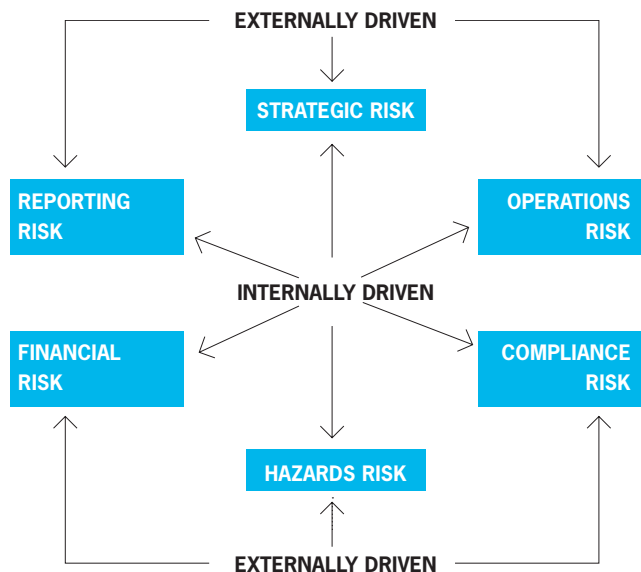 EXTERNALLY DRIVEN
STRATEGIC RISK
REPORTING
RISK
OPERATIONS
RISK
INTERNALLY DRIVEN
FINANCIAL
RISK
COMPLIANCE
RISK
HAZARDS RISK
EXTERNALLY DRIVEN